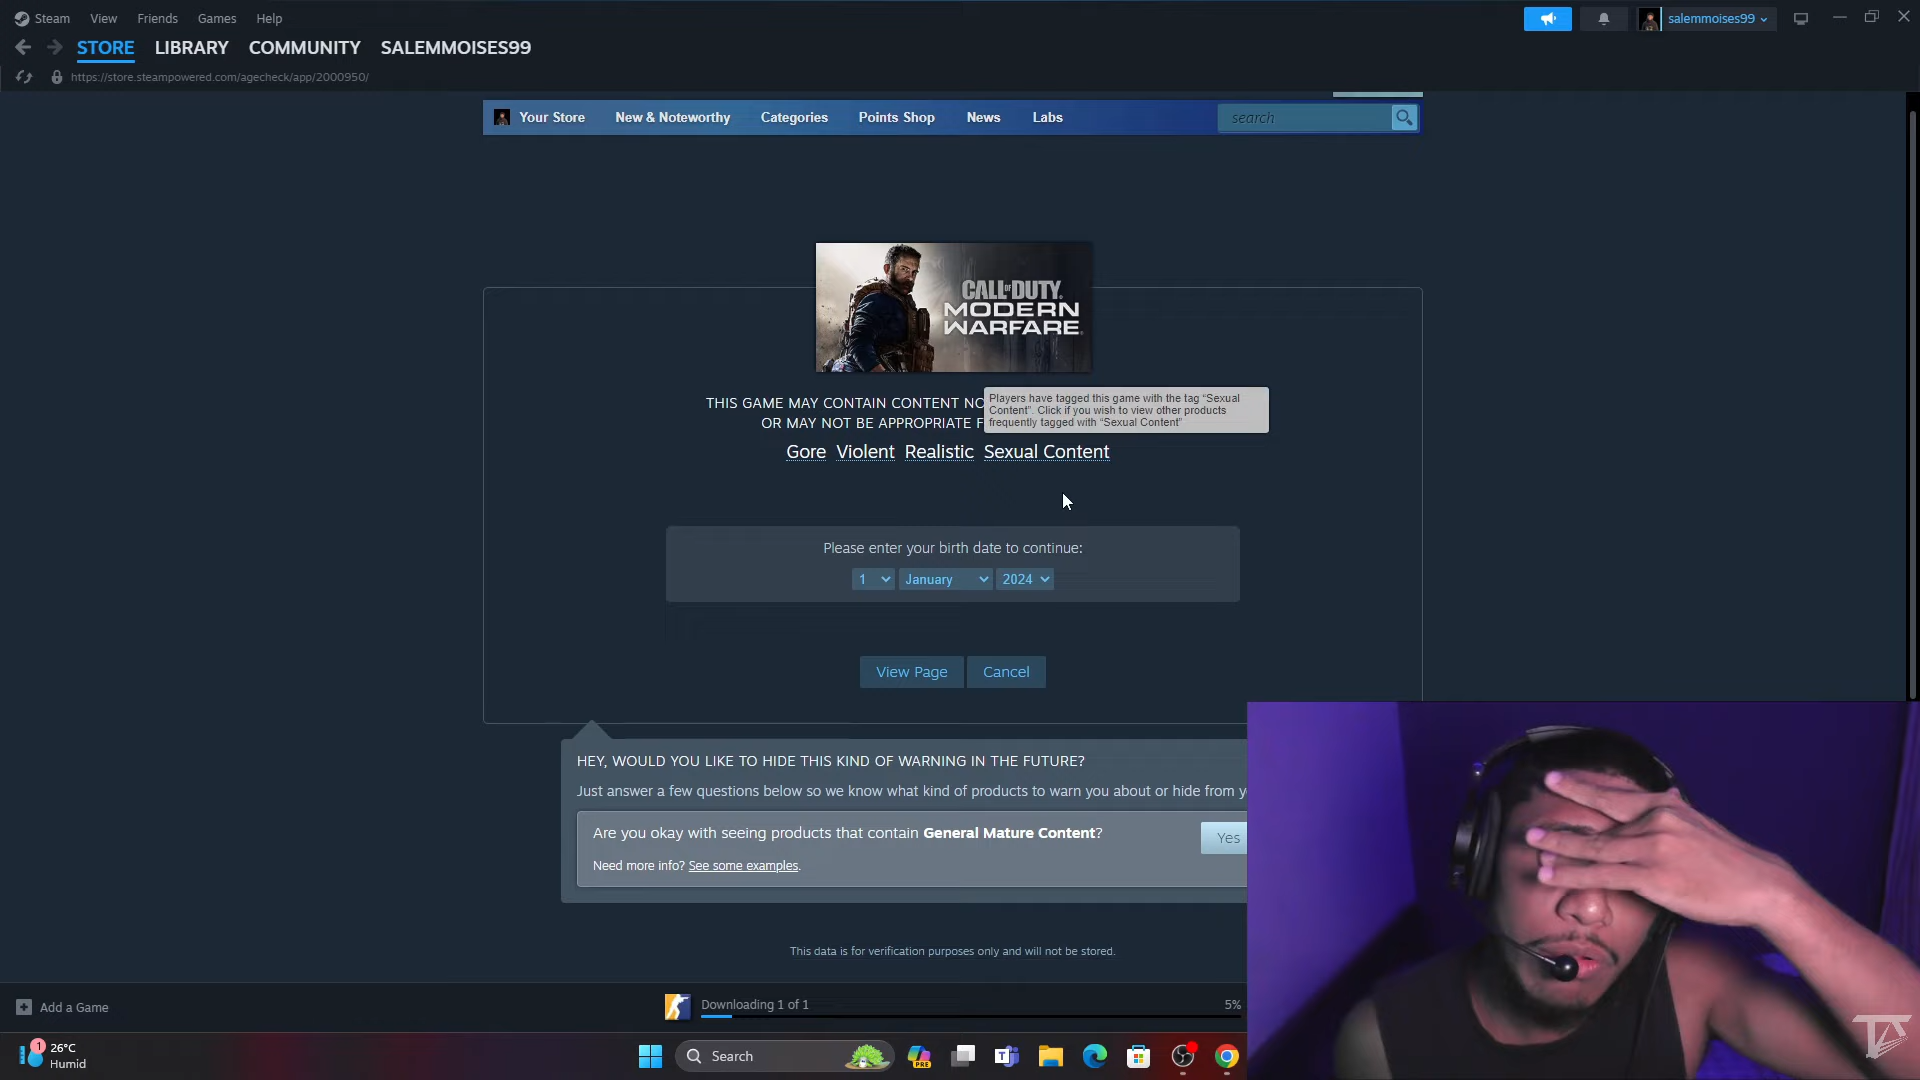 Steam View Friends Games Help
salemmoises99
STORE LIBRARY COMMUNITY SALEMMOISES99
https://store.steampowered.com/agecheck/app/2000950/
Your Store New & Noteworthy Categories Points Shop News Labs
search
CALL OF DUTY
MODERN
WARFARE
THIS GAME MAY CONTAIN CONTENT NO
OR MAY NOT BE APPROPRIATE F
Players have tagged this game with the tag “Sexual
Content”. Click if you wish to view other products
frequently tagged with “Sexual Content”
Gore Violent Realistic Sexual Content
Please enter your birth date to continue:
1 January 2024
View Page Cancel
HEY, WOULD YOU LIKE TO HIDE THIS KIND OF WARNING IN THE FUTURE?
Just answer a few questions below so we know what kind of products to warn you about or hide from y
Are you okay with seeing products that contain General Mature Content?
Yes
Need more info? See some examples.
This data is for verification purposes only and will not be stored.
Add a Game
Downloading 1 of 1
5%
1
26°C
Humid
Search
PRE